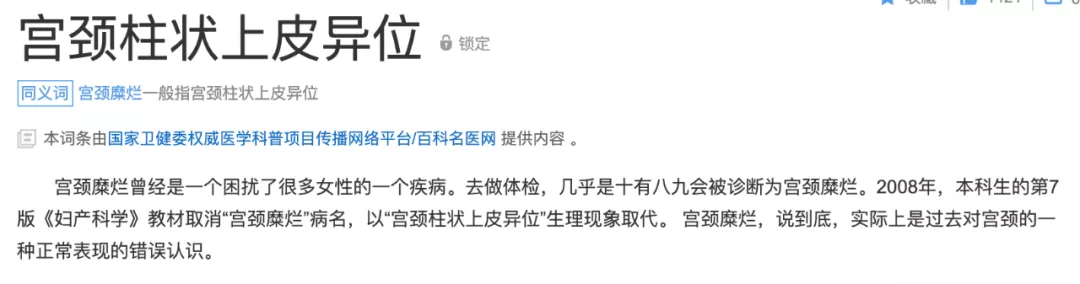 收藏
宫颈柱状上皮异位 锁定
同义词 宫颈糜烂一般指宫颈柱状上皮异位
本词条由国家卫健委权威医学科普项目传播网络平台/百科名医网 提供内容 。
宫颈糜烂曾经是一个困扰了很多女性的一个疾病。去做体检，几乎是十有八九会被诊断为宫颈糜烂。2008年，本科生的第7
版《妇产科学》教材取消“宫颈糜烂”病名，以“宫颈柱状上皮异位”生理现象取代。 宫颈糜烂，说到底，实际上是过去对宫颈的一
种正常表现的错误认识。